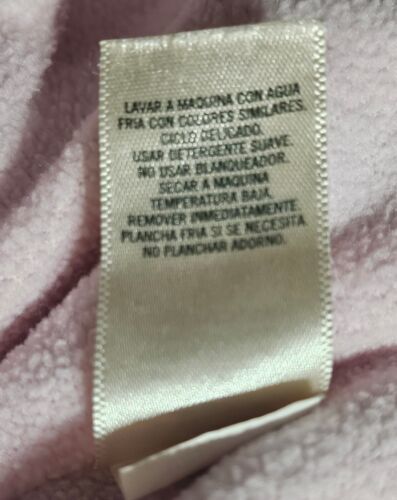 LAVAR A MAQUINA CON AGUA
FRIA CON COLORES SIMILARES.
CICLO DELICADO.
USAR DETERGENTE SUAVE.
NO USAR BLANQUEADOR.
SECAR A MAQUINA
TEMPERATURA BAJA.
REMOVER INMEDIATAMENTE.
PLANCHA FRIA SI SE NECESITA
NO PLANCHAR ADORNO.